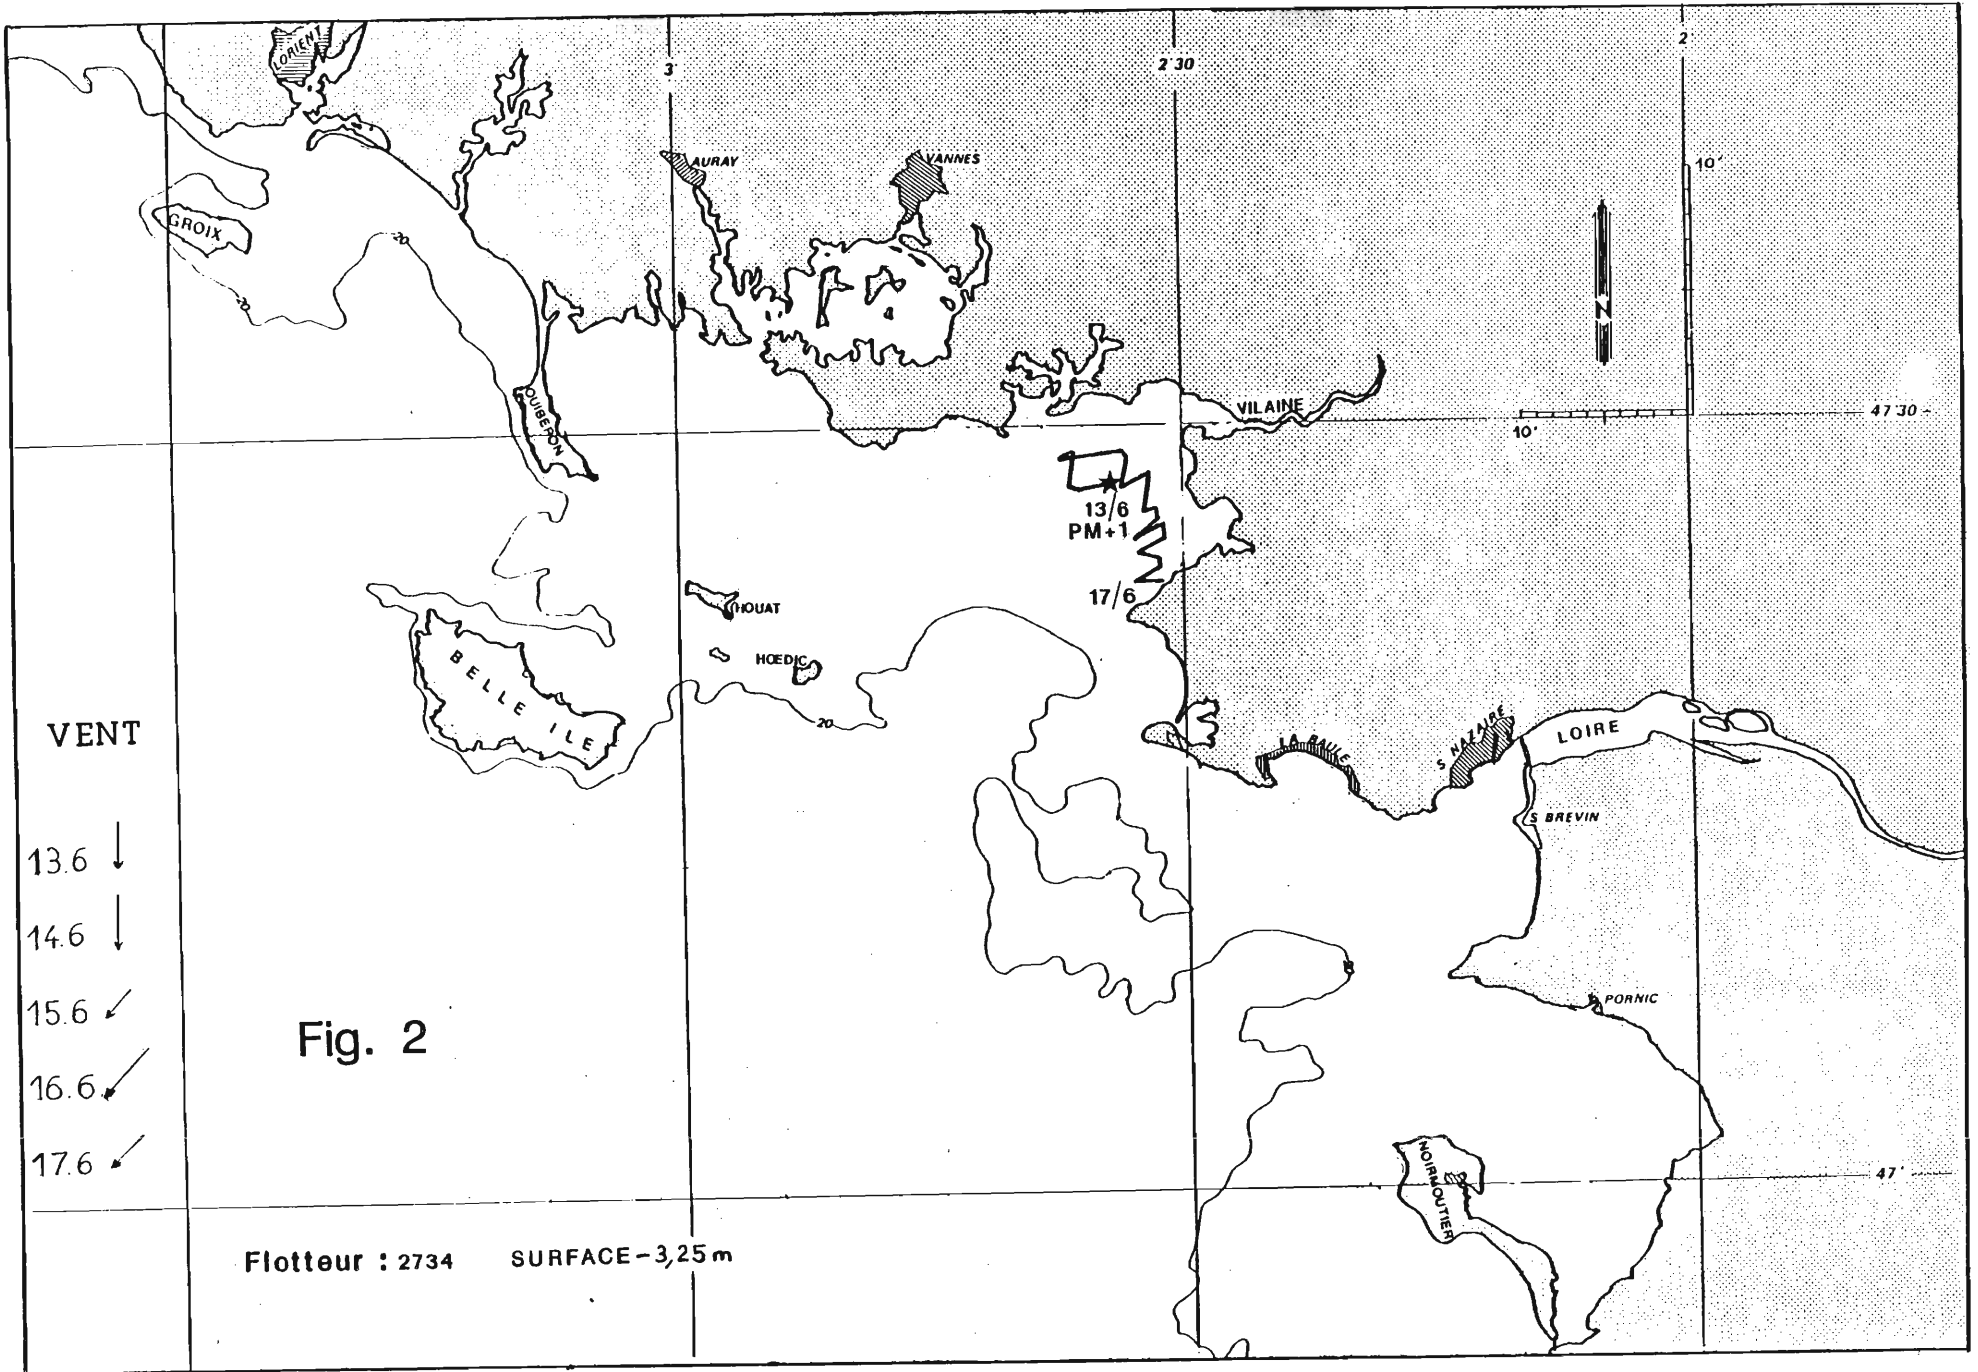 LORIENT
3
2°30
2
AURAY
VANNES
10'
GROIX
20
20
N
QUIBERON
VILAINE
47°30
10'
13/6
PM+1
17/6
HOUAT
HŒDIC
BELLE ILE
20
VENT
LA BAULE
S NAZAIRE
LOIRE
S BREVIN
13.6
14.6
15.6
PORNIC
Fig. 2
16.6
17.6
NOIRMOUTIER
47°
Flotteur : 2734 SURFACE-3,25m